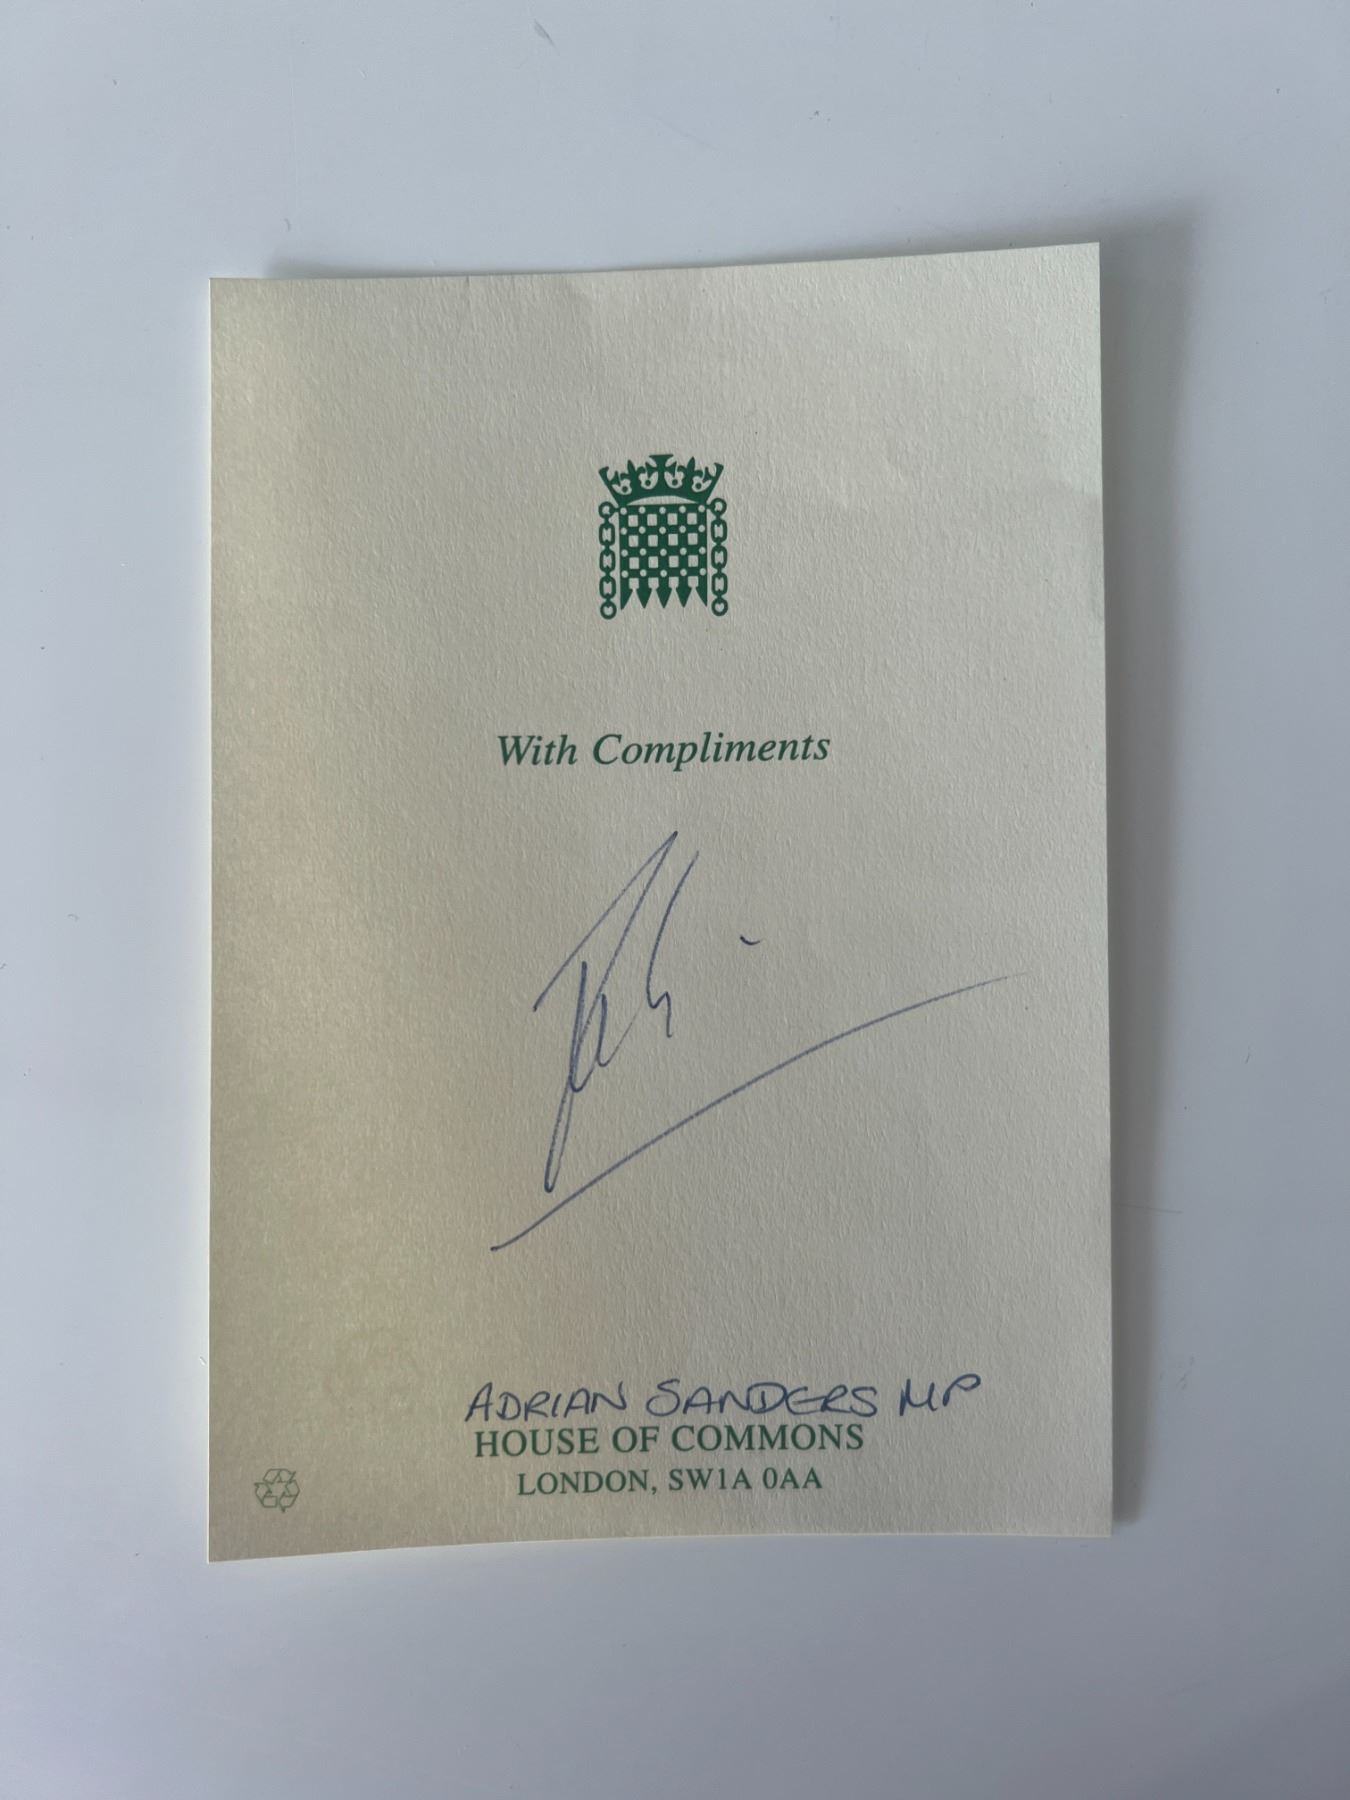 With Compliments
ADRIAN SANDERS MP
HOUSE OF COMMONS
LONDON, SW1A 0AA